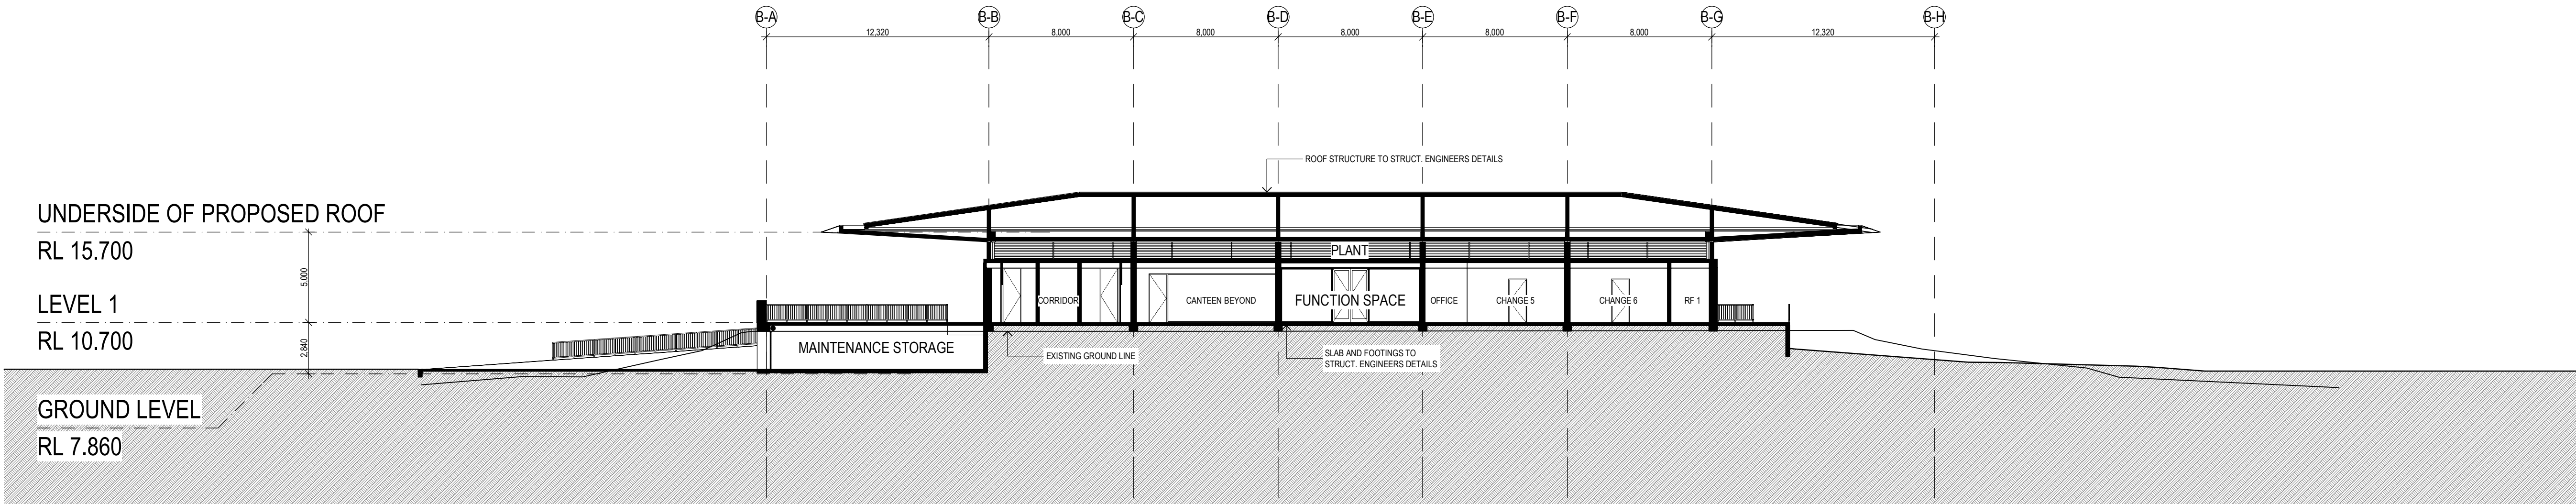 B-A
B-B
B-C
B-D
B-E
B-F
B-G
B-H
12,320
8,000
8,000
8,000
8,000
8,000
12,320
ROOF STRUCTURE TO STRUCT. ENGINEERS DETAILS
UNDERSIDE OF PROPOSED ROOF
RL 15.700
5,000
PLANT
LEVEL 1
RL 10.700
2,840
CORRIDOR
CANTEEN BEYOND
FUNCTION SPACE
OFFICE
CHANGE 5
CHANGE 6
RF 1
MAINTENANCE STORAGE
EXISTING GROUND LINE
SLAB AND FOOTINGS TO
STRUCT. ENGINEERS DETAILS
GROUND LEVEL
RL 7.860